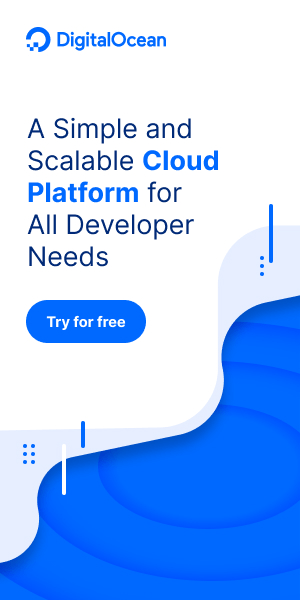 DigitalOcean
A Simple and
Scalable Cloud
Platform for
All Developer
Needs
Try for free